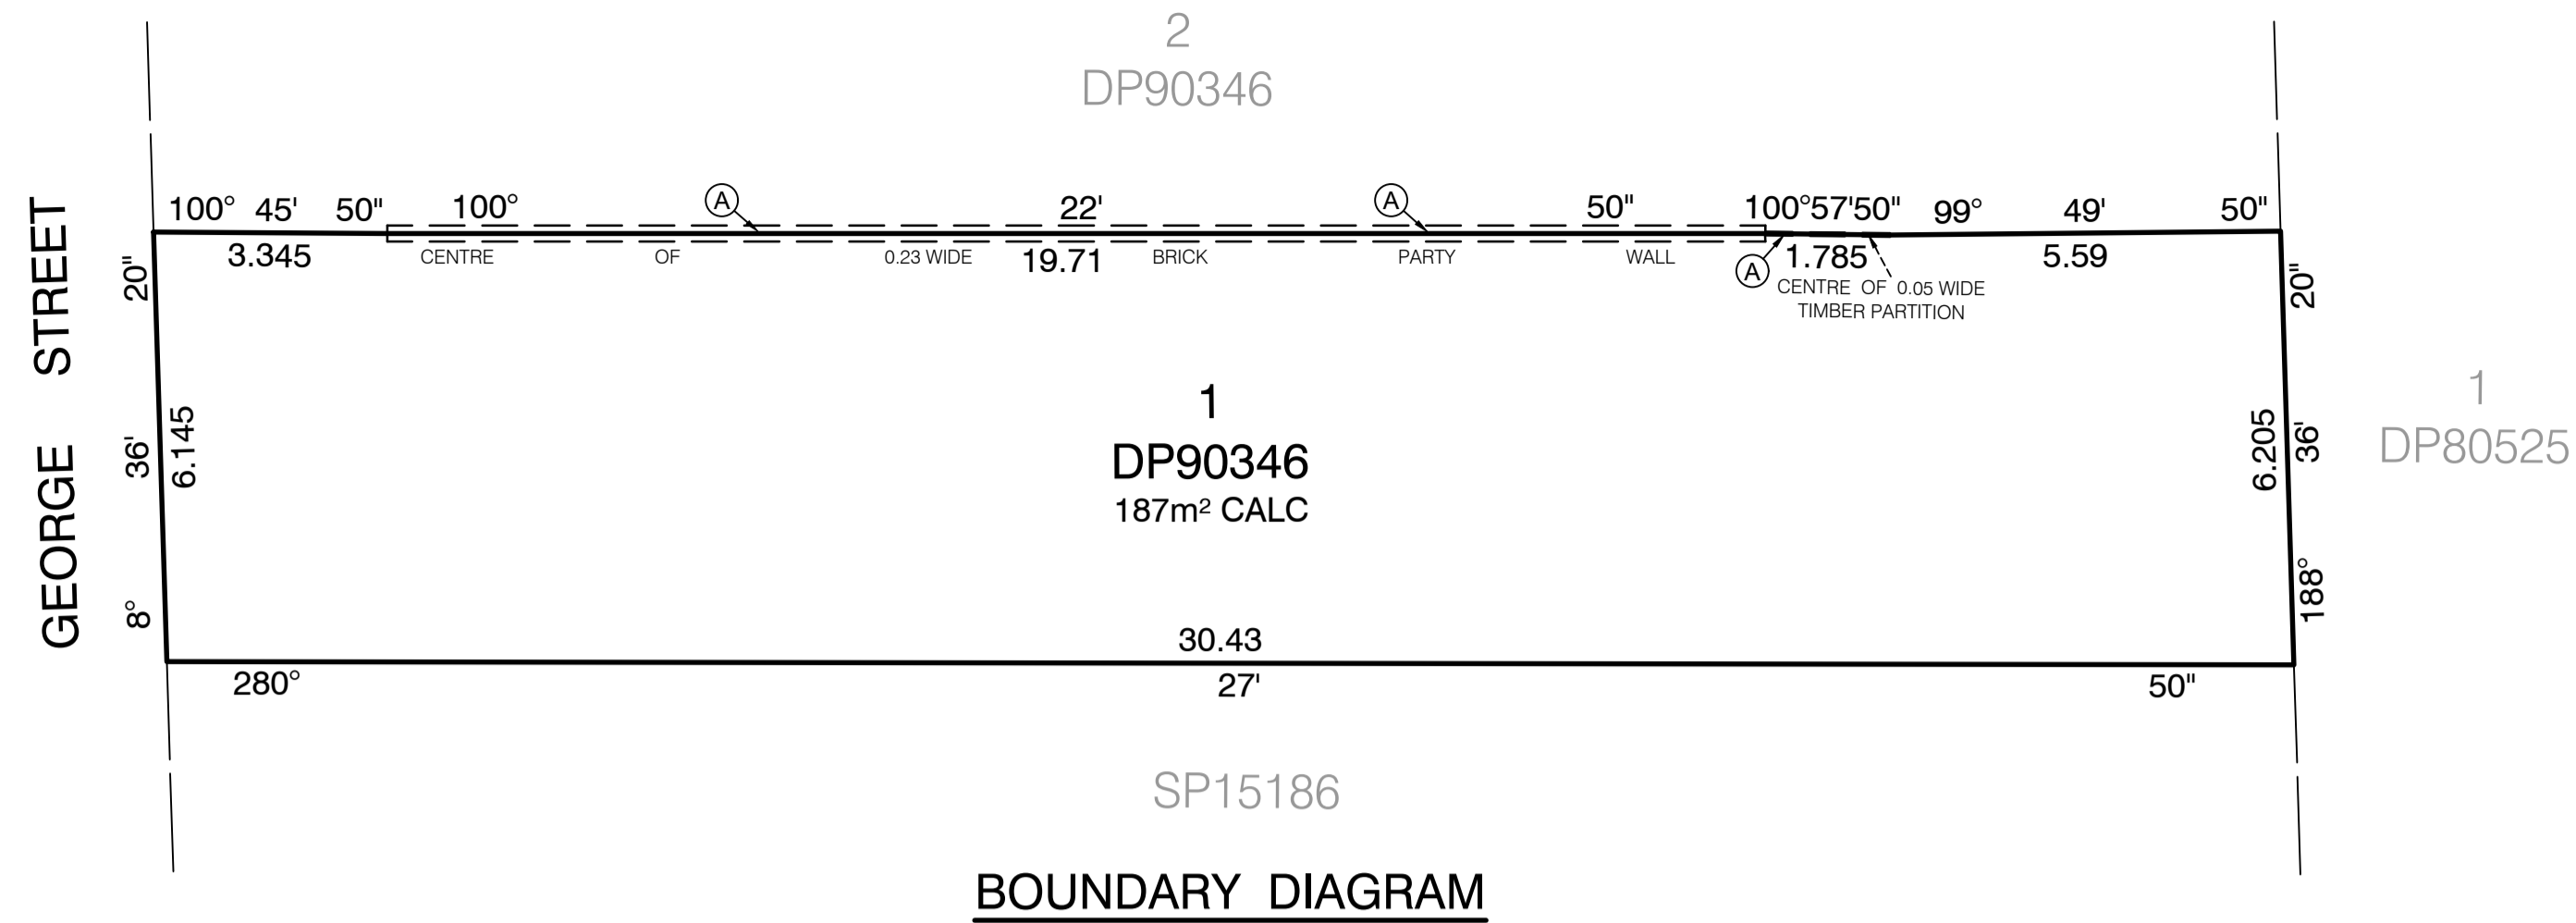 2
DP90346
100° 45' 50" 100° A 22' A 50" 100°57'50" 99° 49' 50"
3.345 CENTRE OF 0.23 WIDE 19.71 BRICK PARTY WALL A 1.785 5.59
CENTRE OF 0.05 WIDE
TIMBER PARTITION
GEORGE STREET
8° 36' 20"
6.145
1
DP90346
187m² CALC
6.205
188° 36' 20"
1
DP80525
30.43
280° 27' 50"
SP15186
BOUNDARY DIAGRAM